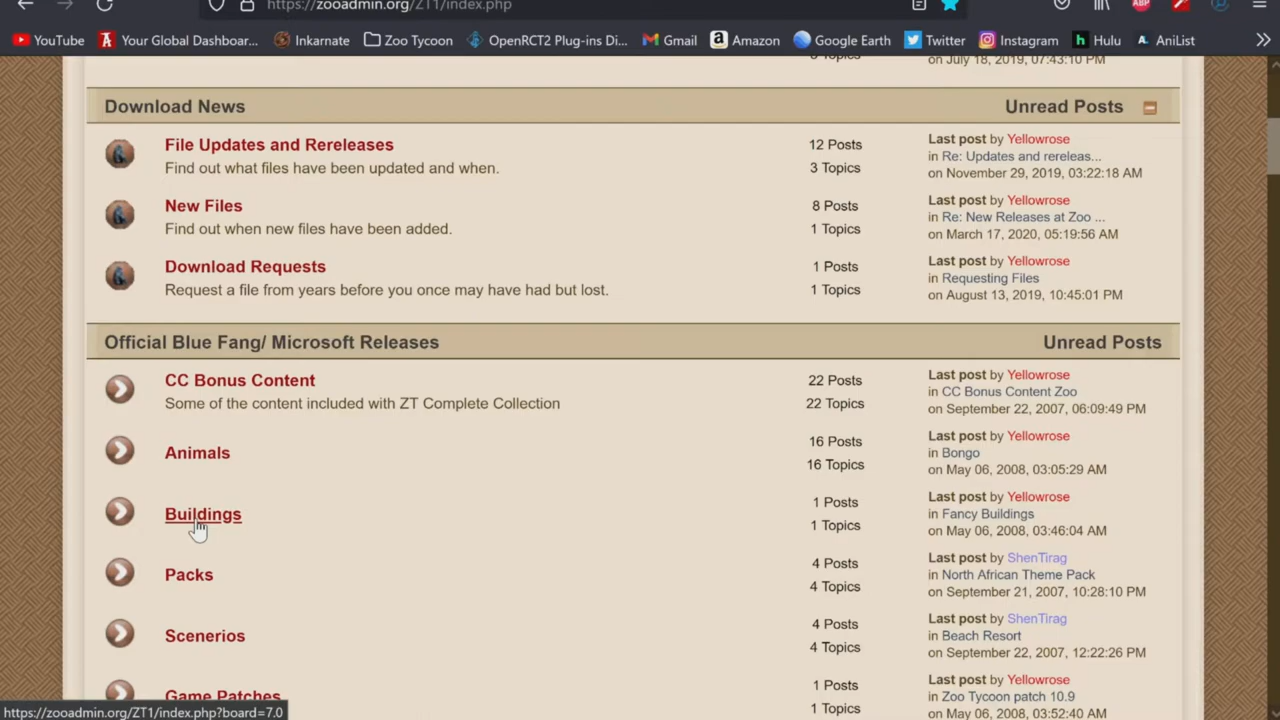 https://zooadmin.org/ZT1/index.php
YouTube Your Global Dashboar... Inkarnate Zoo Tycoon OpenRCT2 Plug-ins Di... Gmail Amazon Google Earth Twitter Instagram Hulu AniList
on July 18, 2019, 07:43:10 PM
Download News Unread Posts
File Updates and Rereleases 12 Posts Last post by Yellowrose
in Re: Updates and rereleas...
Find out what files have been updated and when. 3 Topics on November 29, 2019, 03:22:18 AM
New Files 8 Posts Last post by Yellowrose
in Re: New Releases at Zoo ...
Find out when new files have been added. 1 Topics on March 17, 2020, 05:19:56 AM
Download Requests 1 Posts Last post by Yellowrose
in Requesting Files
Request a file from years before you once may have had but lost. 1 Topics on August 13, 2019, 10:45:01 PM
Official Blue Fang/ Microsoft Releases Unread Posts
CC Bonus Content 22 Posts Last post by Yellowrose
in CC Bonus Content Zoo
Some of the content included with ZT Complete Collection 22 Topics on September 22, 2007, 06:09:49 PM
Animals 16 Posts Last post by Yellowrose
in Bongo
16 Topics on May 06, 2008, 03:05:29 AM
Buildings 1 Posts Last post by Yellowrose
in Fancy Buildings
1 Topics on May 06, 2008, 03:46:04 AM
Packs 4 Posts Last post by ShenTirag
in North African Theme Pack
4 Topics on September 21, 2007, 10:28:10 PM
Scenerios 4 Posts Last post by ShenTirag
in Beach Resort
4 Topics on September 22, 2007, 12:22:26 PM
Game Patches 1 Posts Last post by Yellowrose
in Zoo Tycoon patch 10.9
1 Topics on May 06, 2008, 03:52:40 AM
https://zooadmin.org/ZT1/index.php?board=7.0